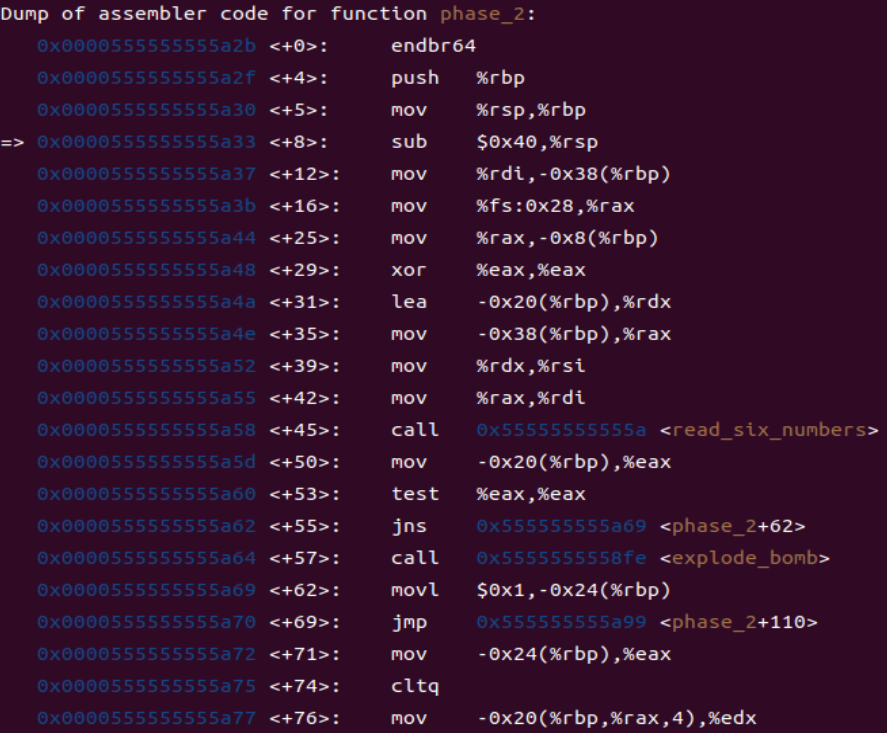 Dump of assembler code for function phase_2:
0x0000555555555a2b <+0>: endbr64
0x0000555555555a2f <+4>: push %rbp
0x0000555555555a30 <+5>: mov %rsp,%rbp
=> 0x0000555555555a33 <+8>: sub $0x40,%rsp
0x0000555555555a37 <+12>: mov %rdi,-0x38(%rbp)
0x0000555555555a3b <+16>: mov %fs:0x28,%rax
0x0000555555555a44 <+25>: mov %rax,-0x8(%rbp)
0x0000555555555a48 <+29>: xor %eax,%eax
0x0000555555555a4a <+31>: lea -0x20(%rbp),%rdx
0x0000555555555a4e <+35>: mov -0x38(%rbp),%rax
0x0000555555555a52 <+39>: mov %rdx,%rsi
0x0000555555555a55 <+42>: mov %rax,%rdi
0x0000555555555a58 <+45>: call 0x55555555555a <read_six_numbers>
0x0000555555555a5d <+50>: mov -0x20(%rbp),%eax
0x0000555555555a60 <+53>: test %eax,%eax
0x0000555555555a62 <+55>: jns 0x555555555a69 <phase_2+62>
0x0000555555555a64 <+57>: call 0x5555555558fe <explode_bomb>
0x0000555555555a69 <+62>: movl $0x1,-0x24(%rbp)
0x0000555555555a70 <+69>: jmp 0x555555555a99 <phase_2+110>
0x0000555555555a72 <+71>: mov -0x24(%rbp),%eax
0x0000555555555a75 <+74>: cltq
0x0000555555555a77 <+76>: mov -0x20(%rbp,%rax,4),%edx